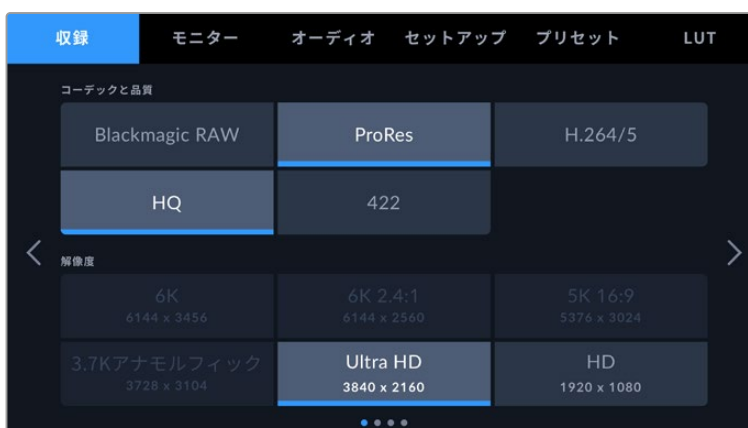 収録 モニター オーディオ セットアップ プリセット LUT
コーデックと品質
Blackmagic RAW ProRes H.264/5
HQ 422
解像度
6K 6K 2.4:1 5K 16:9
6144 x 3456 6144 x 2560 5376 x 3024
3.7Kアナモルフィック Ultra HD HD
3728 x 3104 3840 x 2160 1920 x 1080